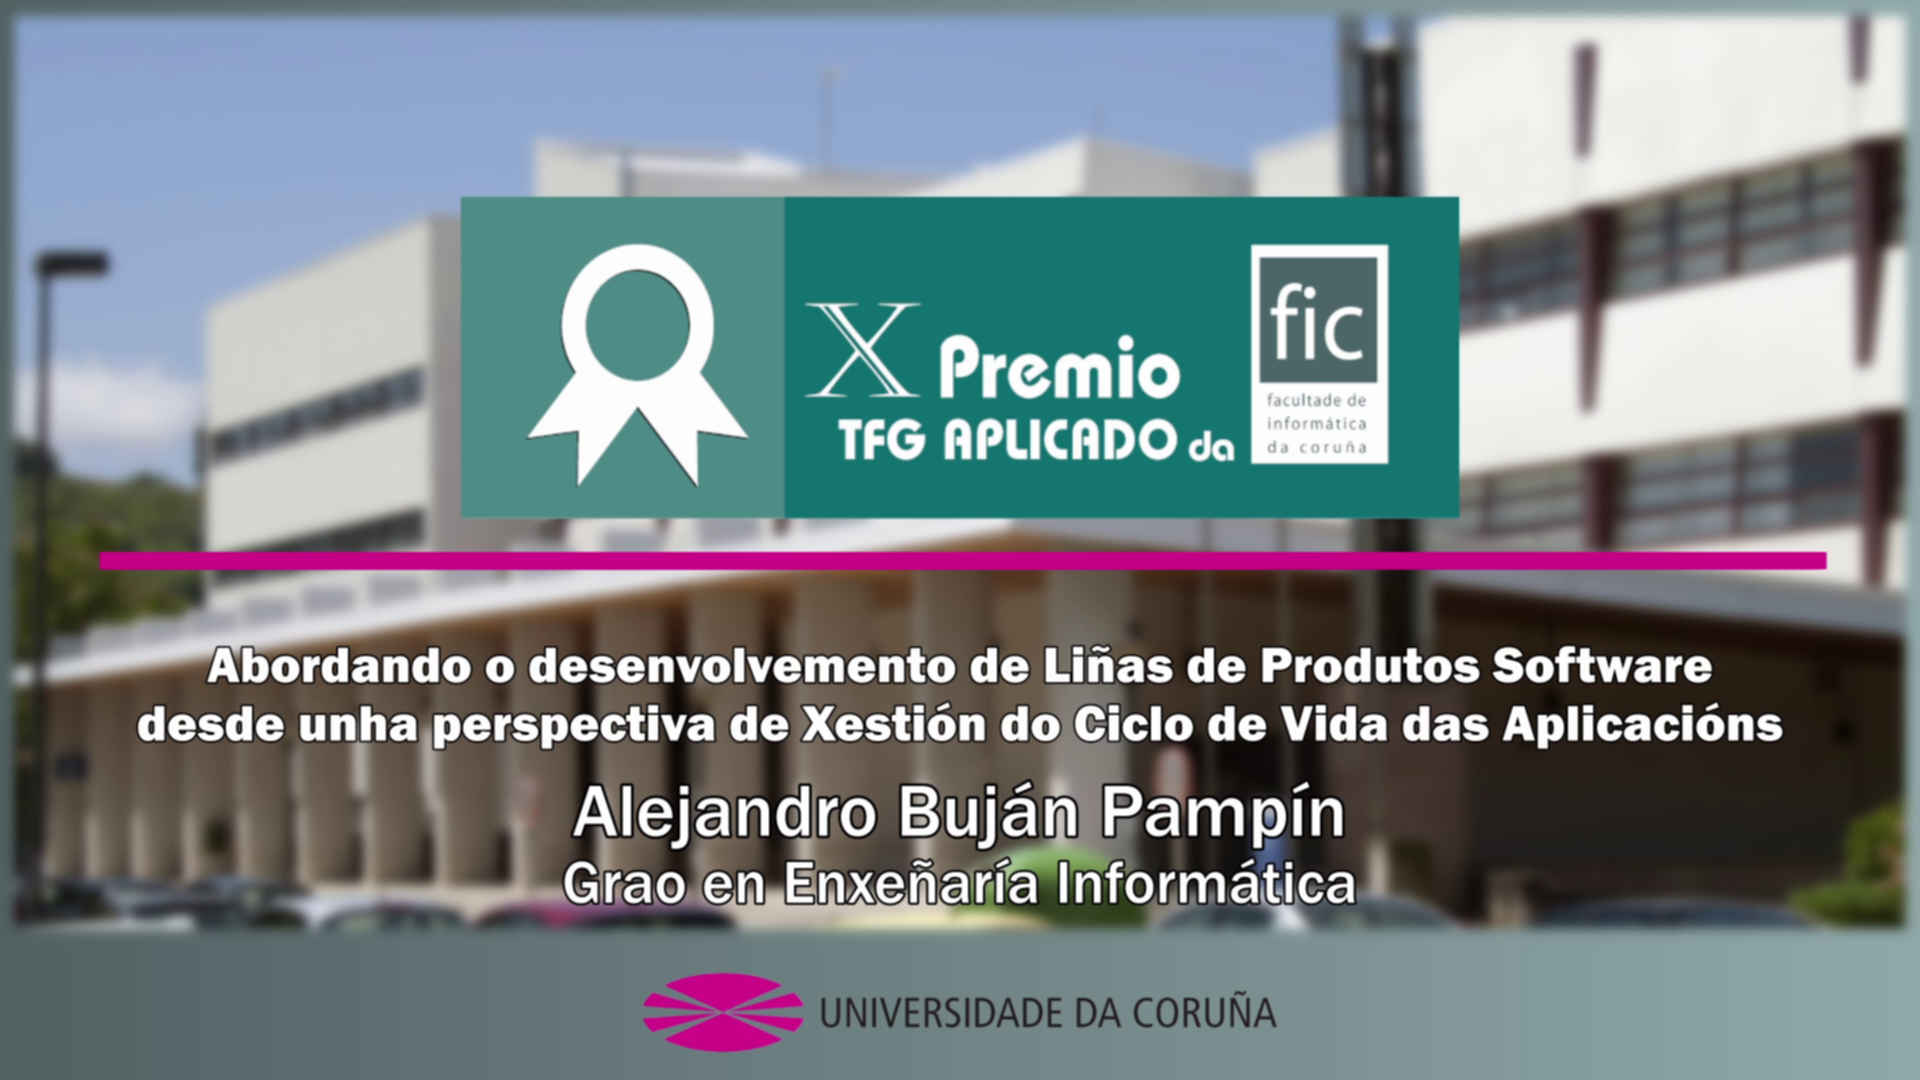 X Premio
TFG APLICADO da
fic
facultade de
informática
da coruña
Abordando o desenvolvemento de Liñas de Produtos Software
desde unha perspectiva de Xestión do Ciclo de Vida das Aplicacións
Alejandro Buján Pampín
Grao en Enxeñaría Informática
UNIVERSIDADE DA CORUÑA